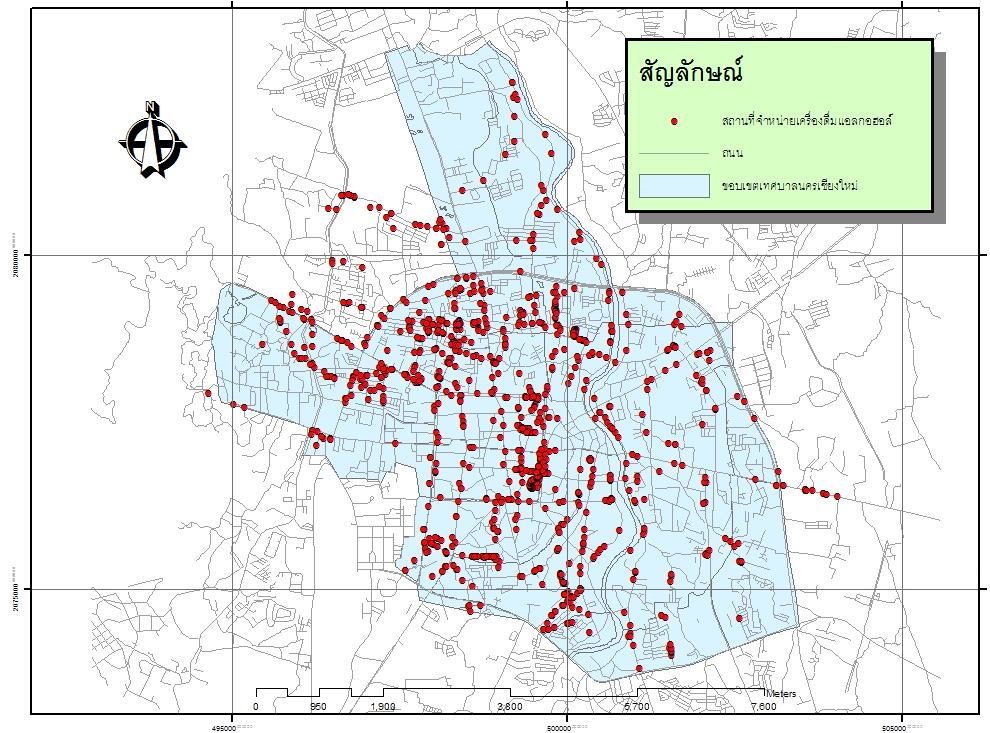 สัญลักษณ์
สถานที่จำหน่ายเครื่องดื่มแอลกอฮอล์
ถนน
ขอบเขตเทศบาลนครเชียงใหม่
N
2080000
2075000
Meters
0 950 1,900 3,800 5,700 7,600
495000 500000 505000